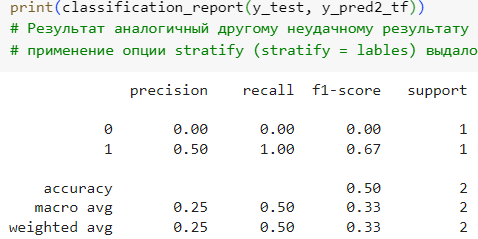 print(classification_report(y_test, y_pred2_tf))
# Результат аналогичный другому неудачному результату
# применение опции stratify (stratify = lables) выдало
precision recall f1-score support
0 0.00 0.00 0.00 1
1 0.50 1.00 0.67 1
accuracy 0.50 2
macro avg 0.25 0.50 0.33 2
weighted avg 0.25 0.50 0.33 2